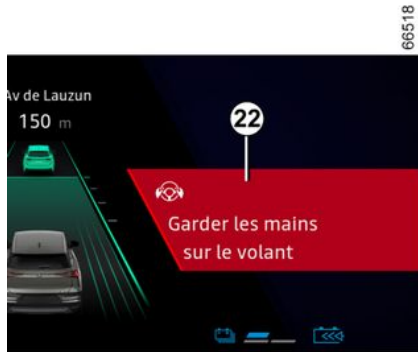 66518
Av de Lauzun
150 m
22
Garder les mains
sur le volant